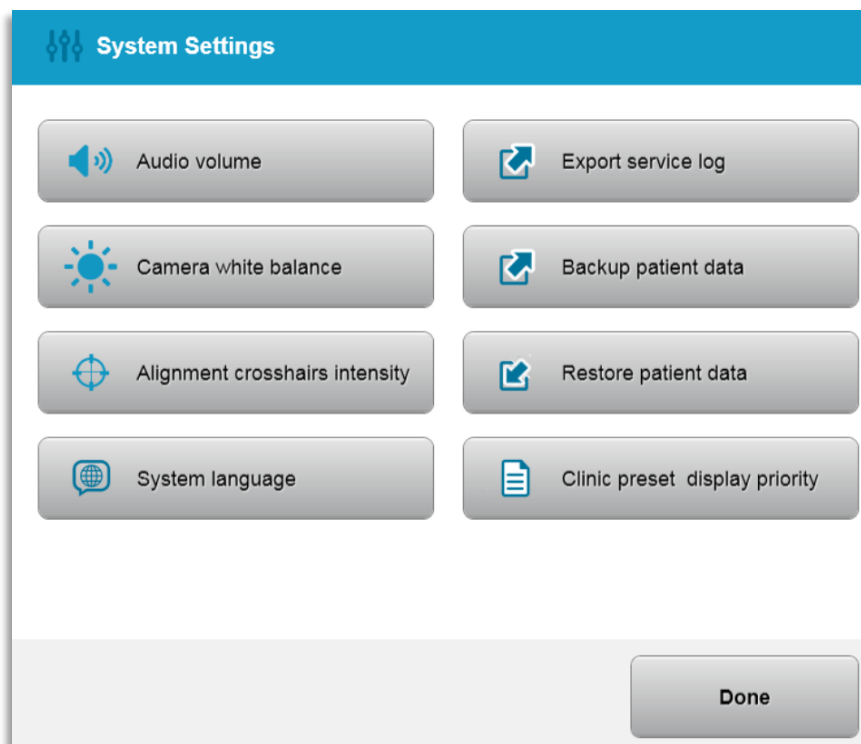 System Settings
Audio volume
Export service log
Camera white balance
Backup patient data
Alignment crosshairs intensity
Restore patient data
System language
Clinic preset display priority
Done